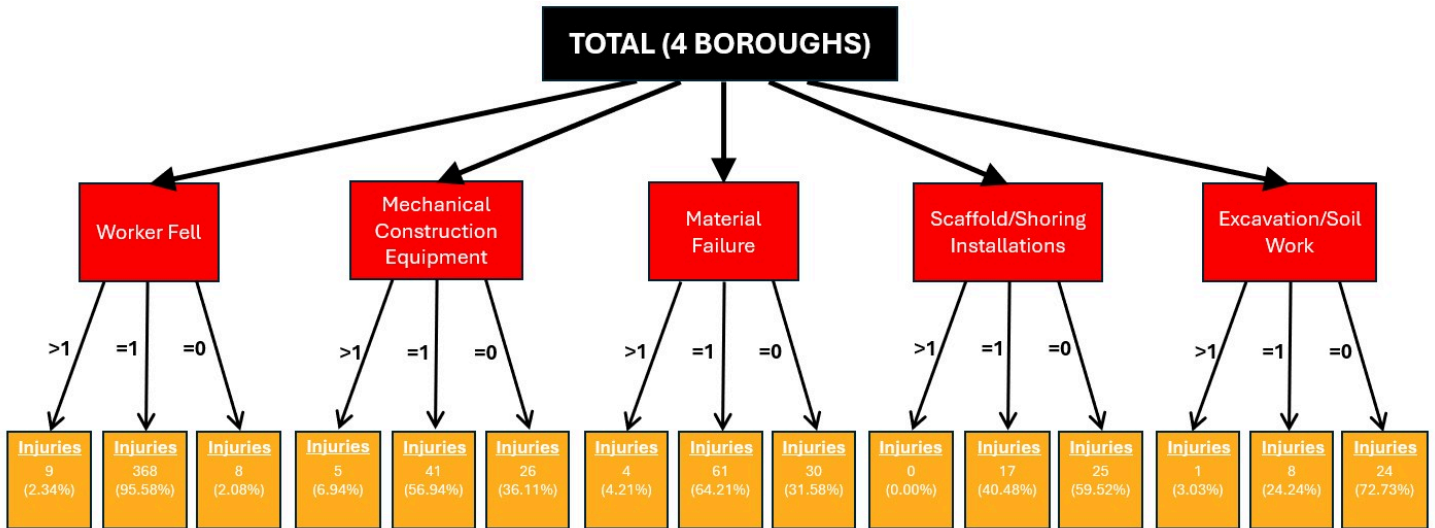 TOTAL (4 BOROUGHS)
Worker Fell
Mechanical
Construction
Equipment
Material
Failure
Scaffold/Shoring
Installations
Excavation/Soil
Work
>1
=1
=0
>1
=1
=0
>1
=1
=0
>1
=1
=0
>1
=1
=0
Injuries
9
(2.34%)
Injuries
368
(95.58%)
Injuries
8
(2.08%)
Injuries
5
(6.94%)
Injuries
41
(56.94%)
Injuries
26
(36.11%)
Injuries
4
(4.21%)
Injuries
61
(64.21%)
Injuries
30
(31.58%)
Injuries
0
(0.00%)
Injuries
17
(40.48%)
Injuries
25
(59.52%)
Injuries
1
(3.03%)
Injuries
8
(24.24%)
Injuries
24
(72.73%)